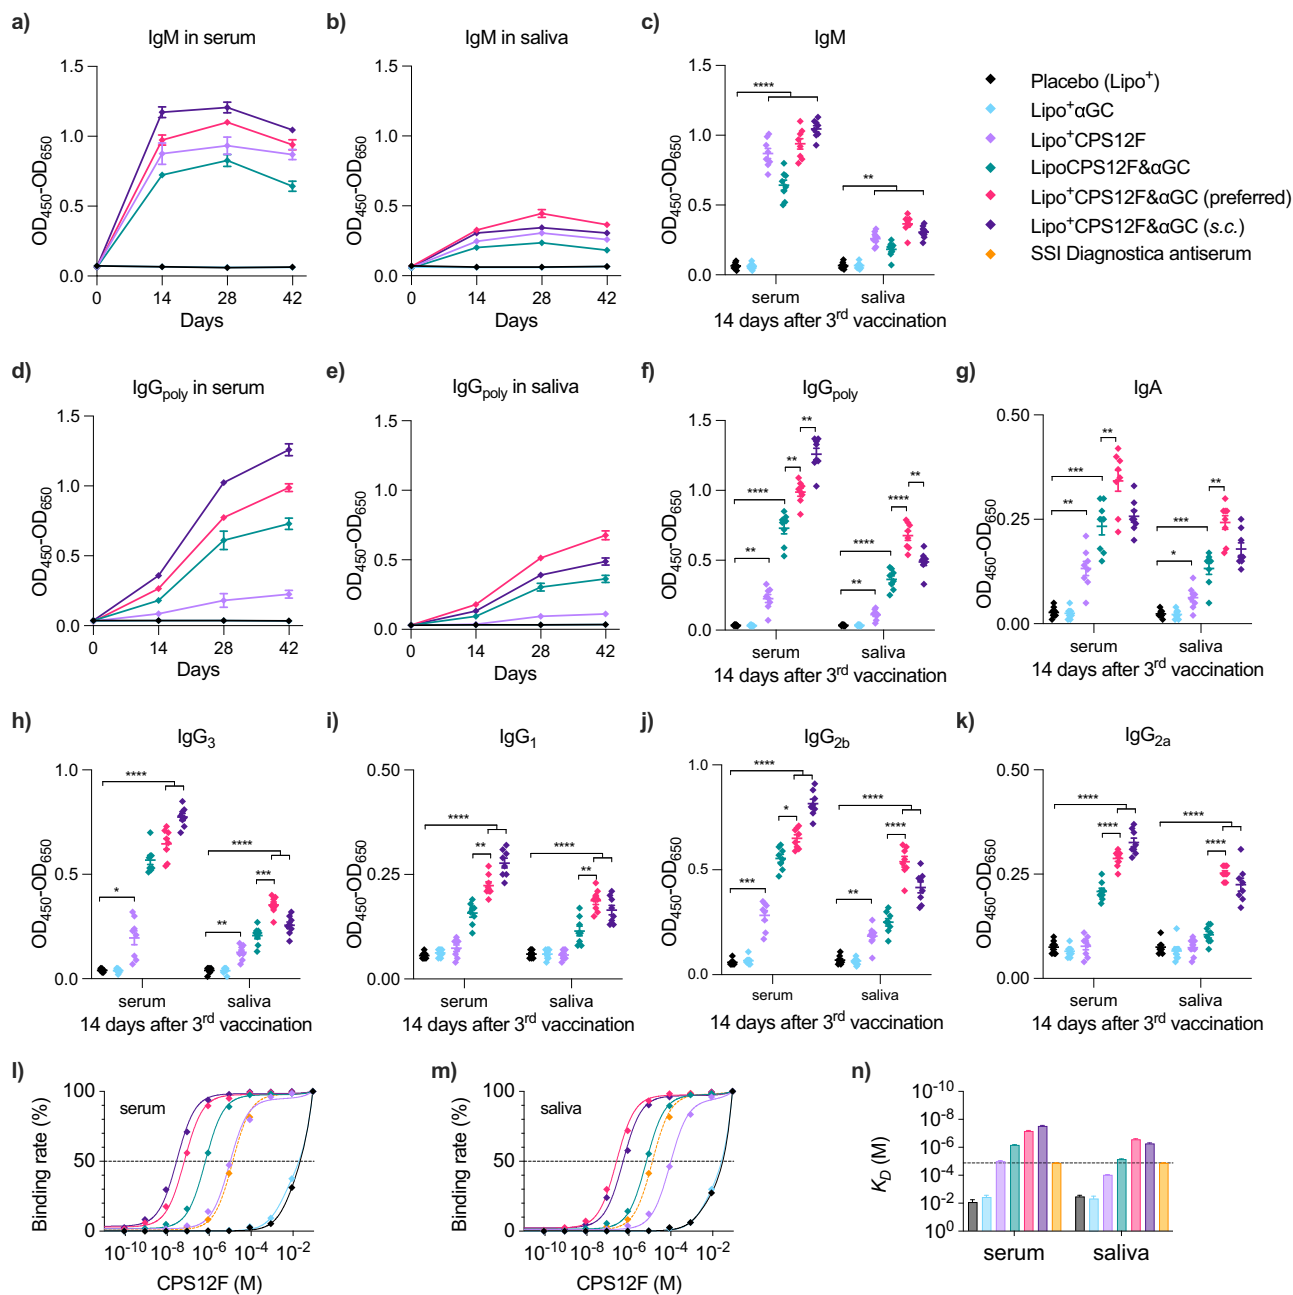 a)
IgM in serum
1.5
1.0
0.5
0.0
OD450-OD650
0 14 28 42
Days
b)
IgM in saliva
1.5
1.0
0.5
0.0
OD450-OD650
0 14 28 42
Days
c)
IgM
1.5
1.0
0.5
0.0
OD450-OD650
****
**
serum saliva
14 days after 3rd vaccination
Placebo (Lipo+)
Lipo+αGC
Lipo+CPS12F
LipoCPS12F&αGC
Lipo+CPS12F&αGC (preferred)
Lipo+CPS12F&αGC (s.c.)
SSI Diagnostica antiserum
d)
IgGpoly in serum
1.5
1.0
0.5
0.0
OD450-OD650
0 14 28 42
Days
e)
IgGpoly in saliva
1.5
1.0
0.5
0.0
OD450-OD650
0 14 28 42
Days
f)
IgGpoly
1.5
1.0
0.5
0.0
OD450-OD650
**
**
****
**
**
****
****
**
serum saliva
14 days after 3rd vaccination
g)
IgA
0.50
0.25
0.00
OD450-OD650
**
***
**
**
***
*
serum saliva
14 days after 3rd vaccination
h)
IgG3
1.0
0.5
0.0
OD450-OD650
****
*
****
***
**
serum saliva
14 days after 3rd vaccination
i)
IgG1
0.50
0.25
0.00
OD450-OD650
****
**
****
**
serum saliva
14 days after 3rd vaccination
j)
IgG2b
1.0
0.5
0.0
OD450-OD650
****
*
***
****
****
**
serum saliva
14 days after 3rd vaccination
k)
IgG2a
0.50
0.25
0.00
OD450-OD650
****
****
****
****
serum saliva
14 days after 3rd vaccination
l)
serum
100
50
0
Binding rate (%)
10-10 10-8 10-6 10-4 10-2
CPS12F (M)
m)
saliva
100
50
0
Binding rate (%)
10-10 10-8 10-6 10-4 10-2
CPS12F (M)
n)
10-10
10-8
10-6
10-4
10-2
100
KD (M)
serum saliva